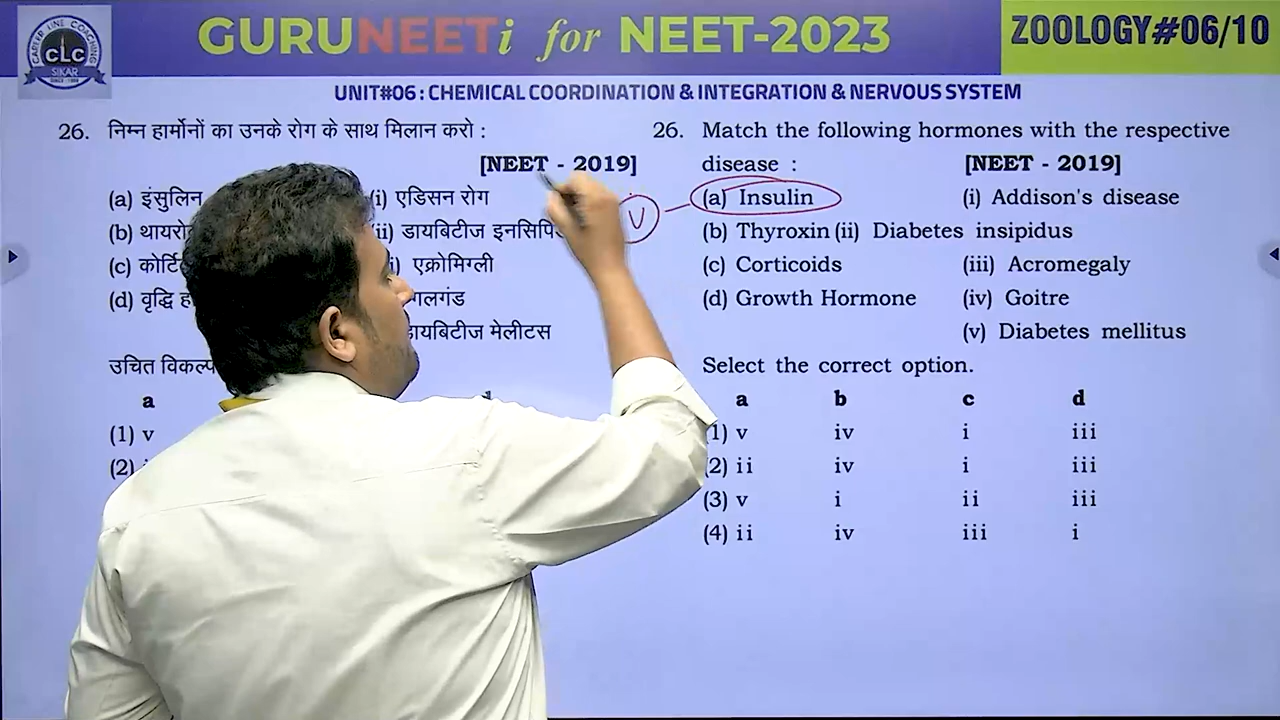 CAREER LINE COACHING
CLC
SIKAR
SINCE : 1996
GURUNEETi for NEET-2023
ZOOLOGY#06/10
UNIT#06 : CHEMICAL COORDINATION & INTEGRATION & NERVOUS SYSTEM
26. निम्न हार्मोनों का उनके रोग के साथ मिलान करो :
[NEET - 2019]
(a) इंसुलिन (i) एडिसन रोग
(b) (ii) डायबिटीज
(c) एक्रोमिग्ली
(d) वृद्धि गलगंड
डायबिटीज मेलीटस
उचित
a
(1) v
(2)
26. Match the following hormones with the respective
disease : [NEET - 2019]
V (a) Insulin (i) Addison's disease
(b) Thyroxin (ii) Diabetes insipidus
(c) Corticoids (iii) Acromegaly
(d) Growth Hormone (iv) Goitre
(v) Diabetes mellitus
Select the correct option.
a b c d
(1) v iv i iii
(2) ii iv i iii
(3) v i ii iii
(4) ii iv iii i